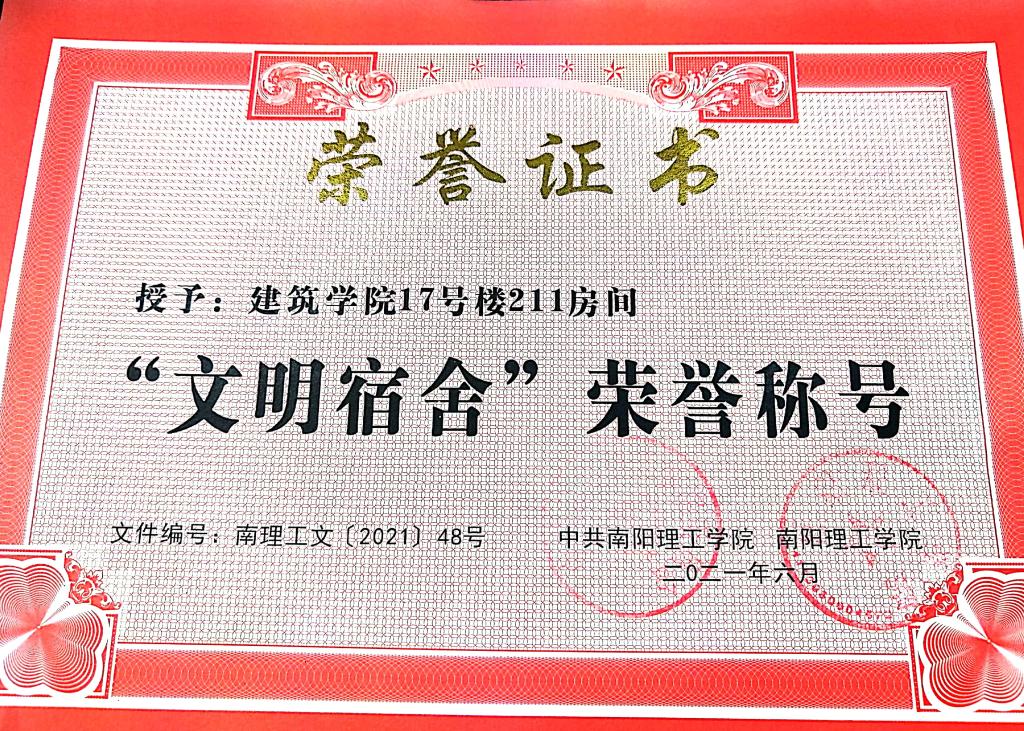 荣誉证书
授予：建筑学院17号楼211房间
“文明宿舍”荣誉称号
文件编号：南理工文〔2021〕48号
中共南阳理工学院 南阳理工学院
二〇二一年六月